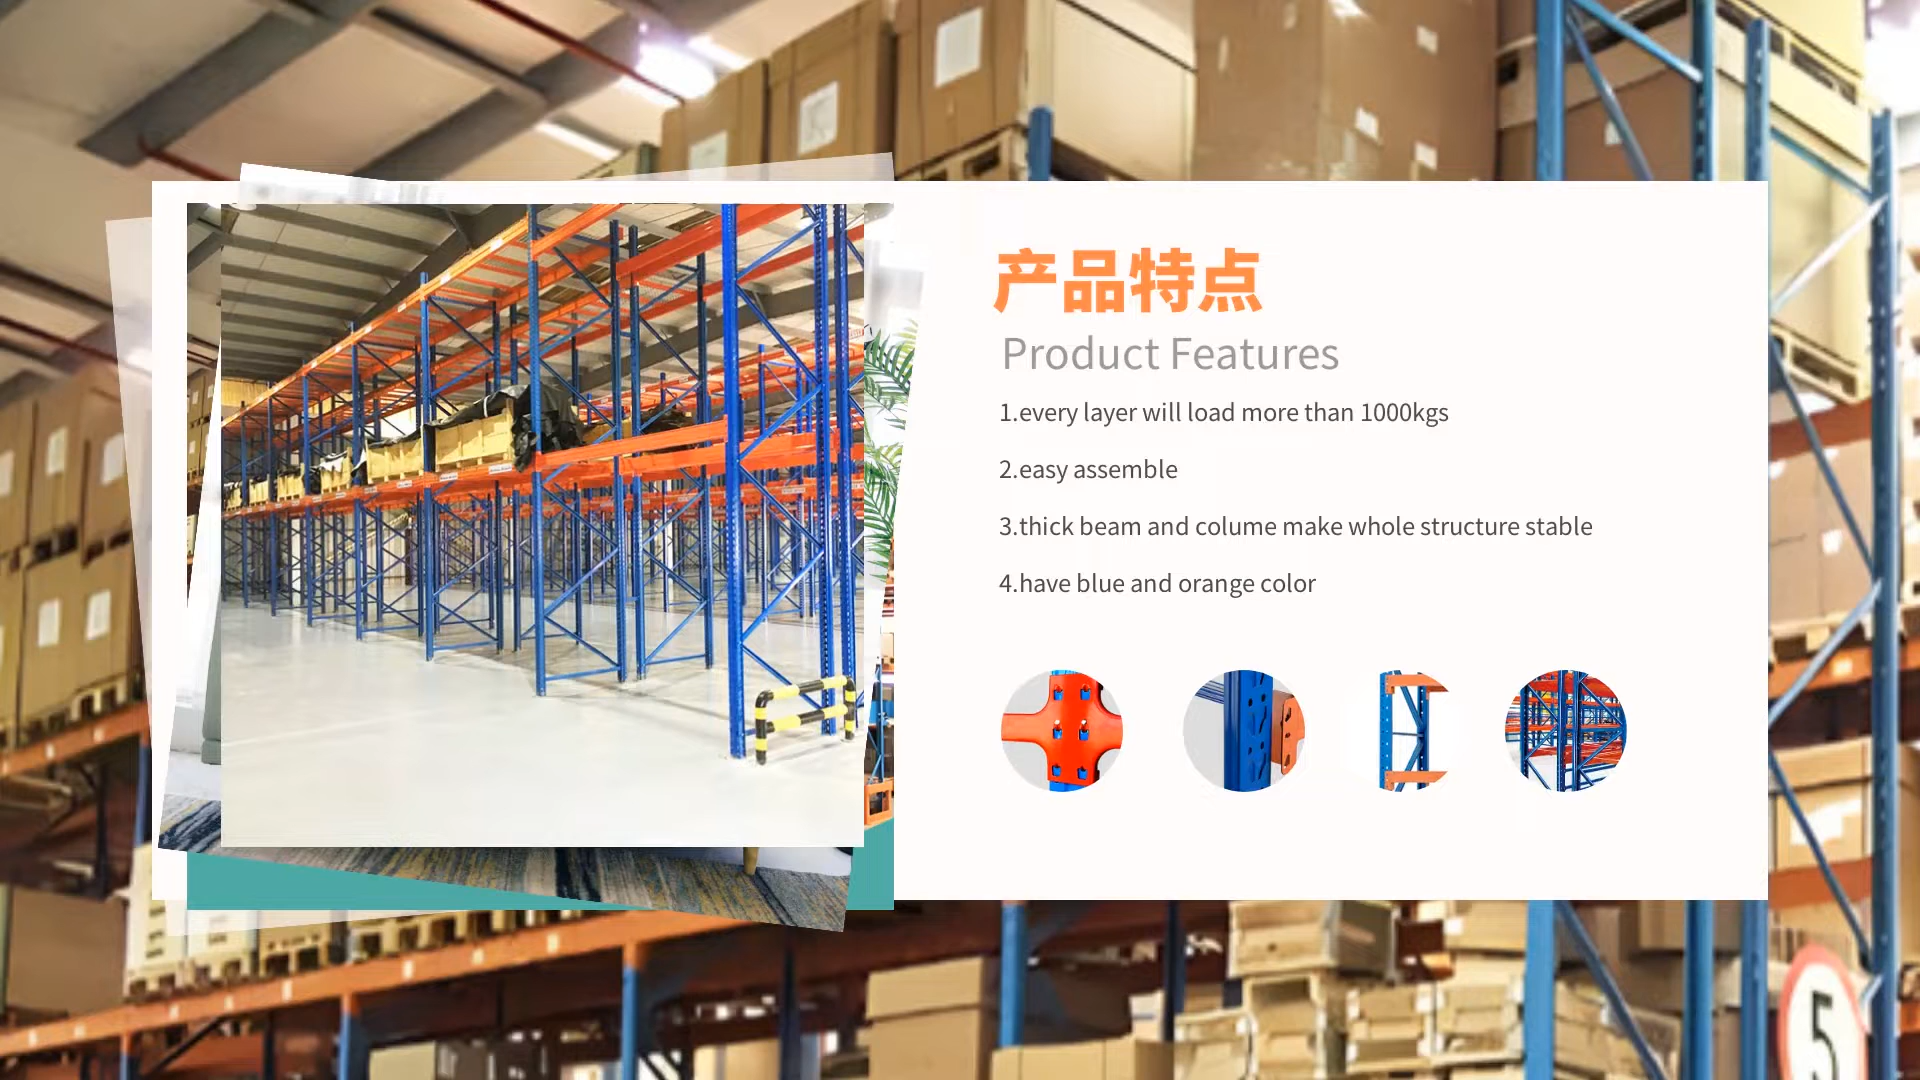 产品特点
Product Features
1.every layer will load more than 1000kgs
2.easy assemble
3.thick beam and colume make whole structure stable
4.have blue and orange color
5